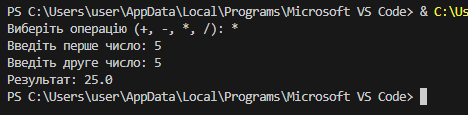 PS C:\Users\user\AppData\Local\Programs\Microsoft VS Code> & C:\Us
Виберіть операцію (+, -, *, /): *
Введіть перше число: 5
Введіть друге число: 5
Результат: 25.0
PS C:\Users\user\AppData\Local\Programs\Microsoft VS Code>